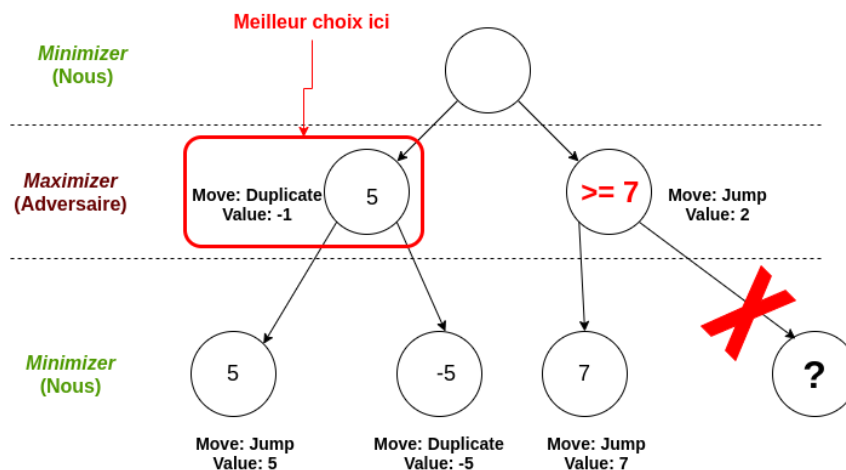 Meilleur choix ici
Minimizer
(Nous)
Maximizer
(Adversaire)
Move: Duplicate
Value: -1
5
>= 7
Move: Jump
Value: 2
Minimizer
(Nous)
5
-5
7
?
Move: Jump
Value: 5
Move: Duplicate
Value: -5
Move: Jump
Value: 7